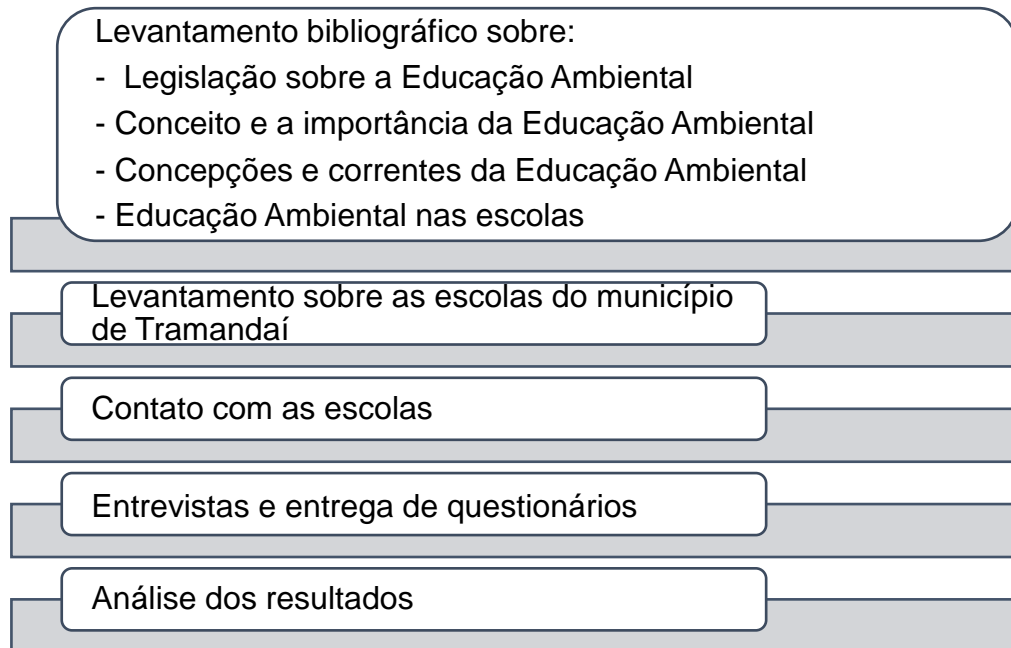 Levantamento bibliográfico sobre:
- Legislação sobre a Educação Ambiental
- Conceito e a importância da Educação Ambiental
- Concepções e correntes da Educação Ambiental
- Educação Ambiental nas escolas
Levantamento sobre as escolas do município
de Tramandaí
Contato com as escolas
Entrevistas e entrega de questionários
Análise dos resultados